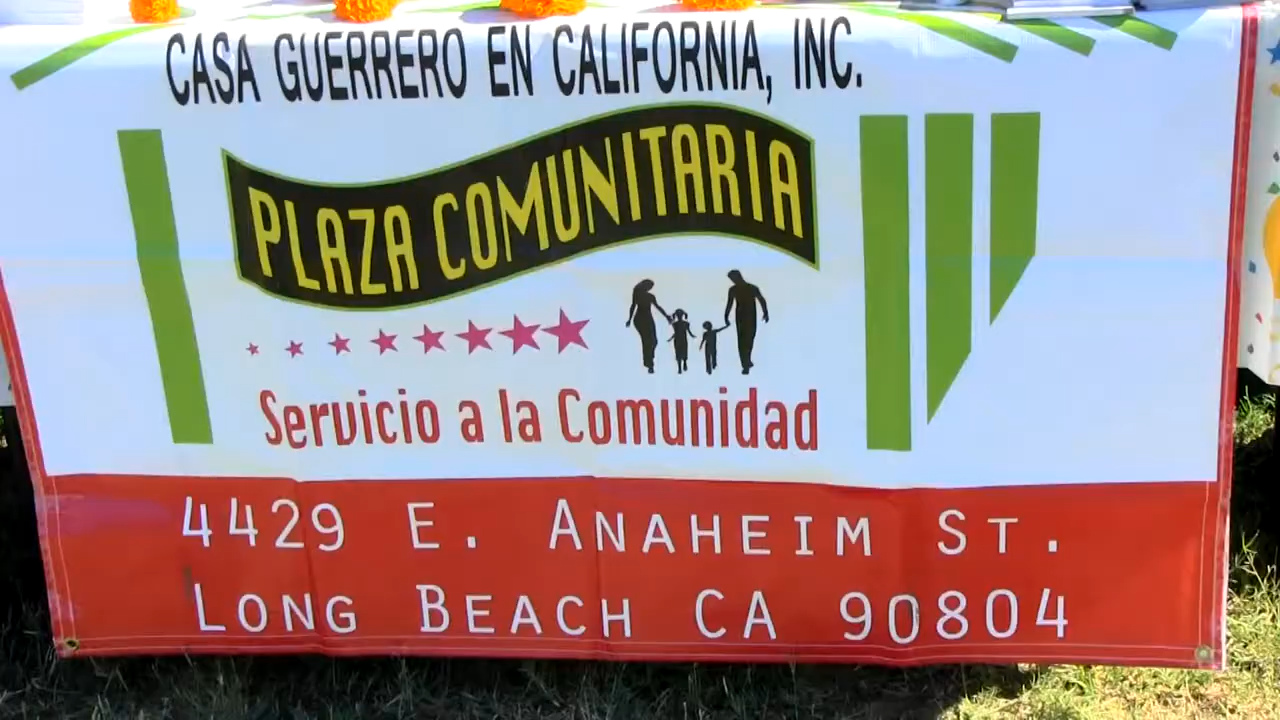 CASA GUERRERO EN CALIFORNIA, INC.
PLAZA COMUNITARIA
Servicio a la Comunidad
4429 E. ANAHEIM ST.
LONG BEACH CA 90804